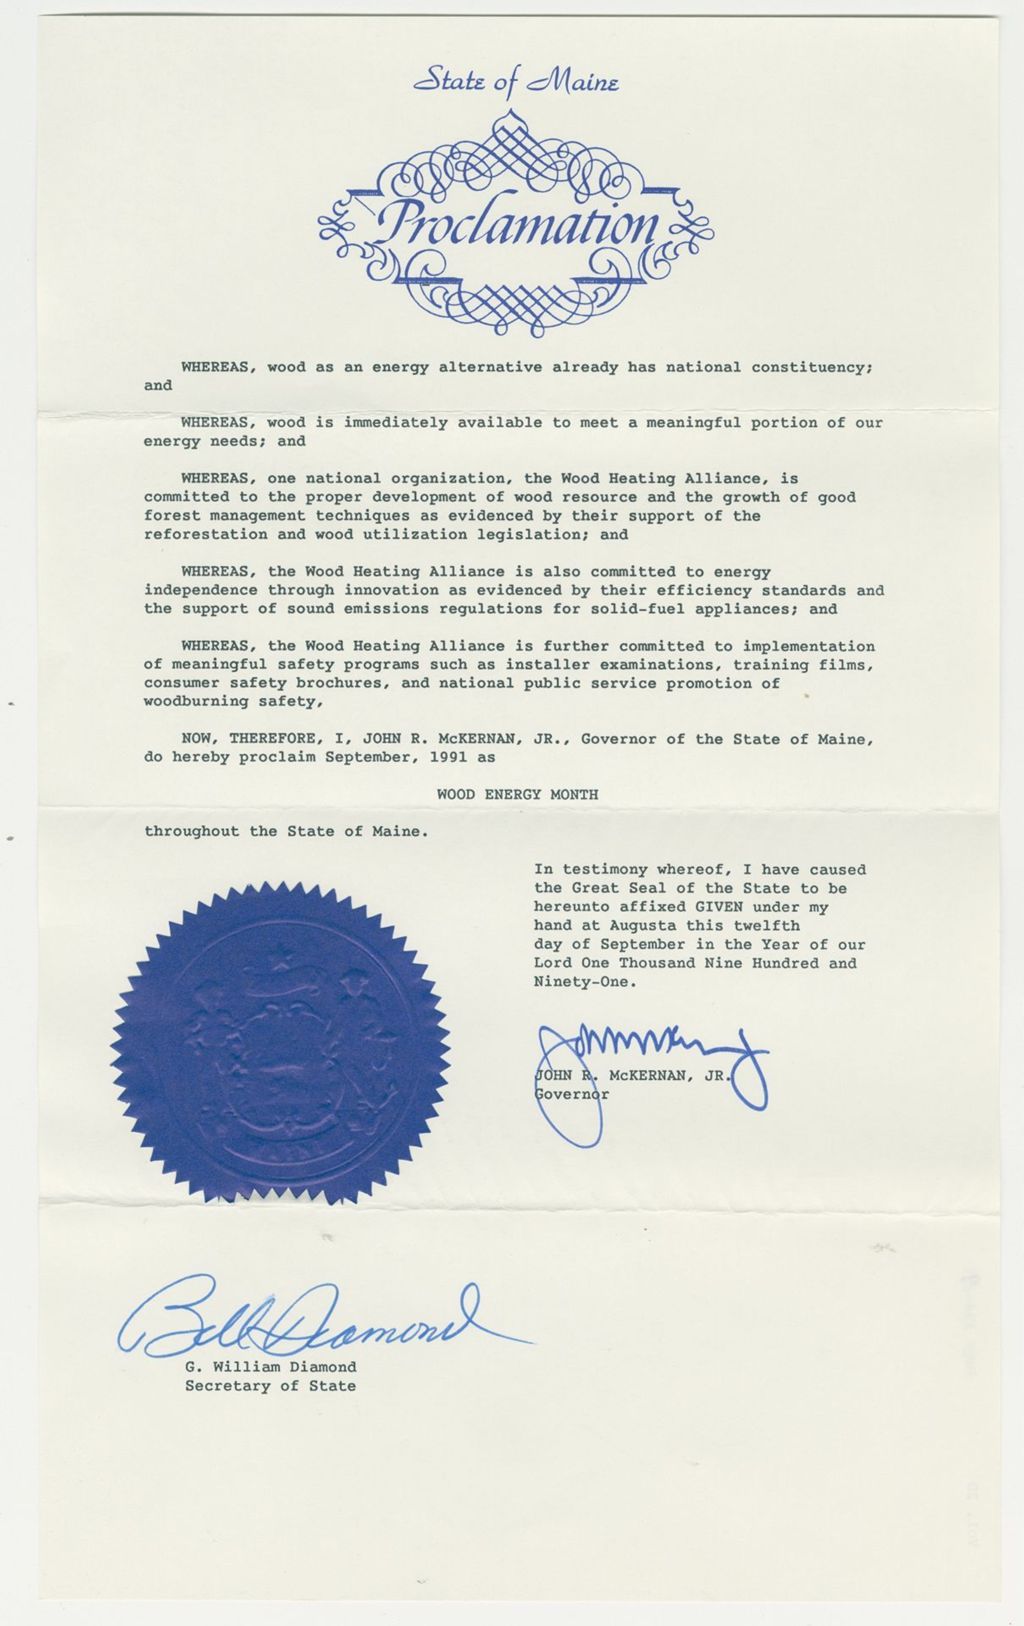 State of Maine
Proclamation
WHEREAS, wood as an energy alternative already has national constituency;
and
WHEREAS, wood is immediately available to meet a meaningful portion of our
energy needs; and
WHEREAS, one national organization, the Wood Heating Alliance, is
committed to the proper development of wood resource and the growth of good
forest management techniques as evidenced by their support of the
reforestation and wood utilization legislation; and
WHEREAS, the Wood Heating Alliance is also committed to energy
independence through innovation as evidenced by their efficiency standards and
the support of sound emissions regulations for solid-fuel appliances; and
WHEREAS, the Wood Heating Alliance is further committed to implementation
of meaningful safety programs such as installer examinations, training films,
consumer safety brochures, and national public service promotion of
woodburning safety,
NOW, THEREFORE, I, JOHN R. McKERNAN, JR., Governor of the State of Maine,
do hereby proclaim September, 1991 as
WOOD ENERGY MONTH
throughout the State of Maine.
In testimony whereof, I have caused
the Great Seal of the State to be
hereunto affixed GIVEN under my
hand at Augusta this twelfth
day of September in the Year of our
Lord One Thousand Nine Hundred and
Ninety-One.
JOHN R. McKERNAN, JR.
Governor
MAINE
Bill Diamond
G. William Diamond
Secretary of State